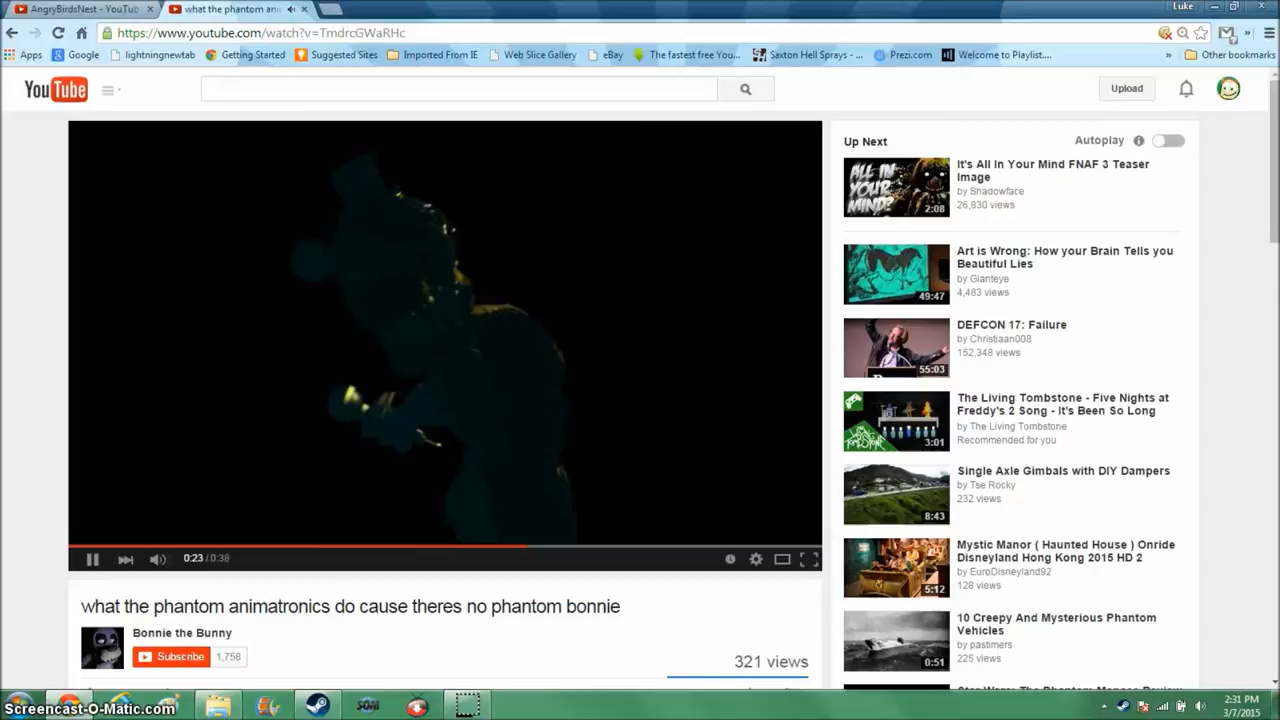 AngryBirdsNest - YouTub
what the phantom ani
Luke
https://www.youtube.com/watch?v=TmdrcGWaRHc
Apps
Google
lightningnewtab
Getting Started
Suggested Sites
Imported From IE
Web Slice Gallery
eBay
The fastest free You...
Saxton Hell Sprays - ...
Prezi.com
Welcome to Playlist....
»
Other bookmarks
YouTube
Upload
Up Next
Autoplay
ALL IN YOUR MIND?
2:08
It's All In Your Mind FNAF 3 Teaser
Image
by Shadowface
26,830 views
49:47
Art is Wrong: How your Brain Tells you
Beautiful Lies
by Gianteye
4,483 views
55:03
DEFCON 17: Failure
by Christiaan008
152,348 views
3:01
The Living Tombstone - Five Nights at
Freddy's 2 Song - It's Been So Long
by The Living Tombstone
Recommended for you
8:43
Single Axle Gimbals with DIY Dampers
by Tse Rocky
232 views
5:12
Mystic Manor ( Haunted House ) Onride
Disneyland Hong Kong 2015 HD 2
by EuroDisneyland92
128 views
0:51
10 Creepy And Mysterious Phantom
Vehicles
by pastimers
225 views
0:23 / 0:38
what the phantom animatronics do cause theres no phantom bonnie
Bonnie the Bunny
Subscribe
1,758
321 views
Screencast-O-Matic.com
2:31 PM
3/7/2015